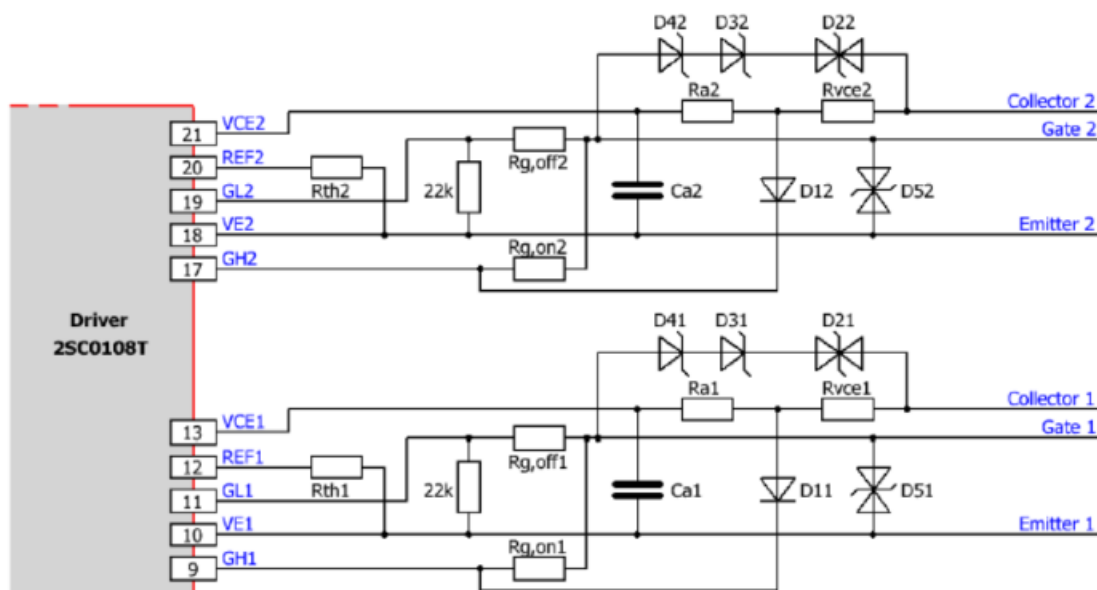 D42 D32 D22
Ra2 Rvce2
Collector 2
21 VCE2
Gate 2
Rg,off2
20 REF2
Rth2
22k
Ca2
D12
D52
19 GL2
18 VE2
Emitter 2
Rg,on2
17 GH2
Driver
2SC0108T
D41 D31 D21
Ra1 Rvce1
Collector 1
13 VCE1
Gate 1
Rg,off1
12 REF1
Rth1
22k
Ca1
D11
D51
11 GL1
10 VE1
Emitter 1
Rg,on1
9 GH1